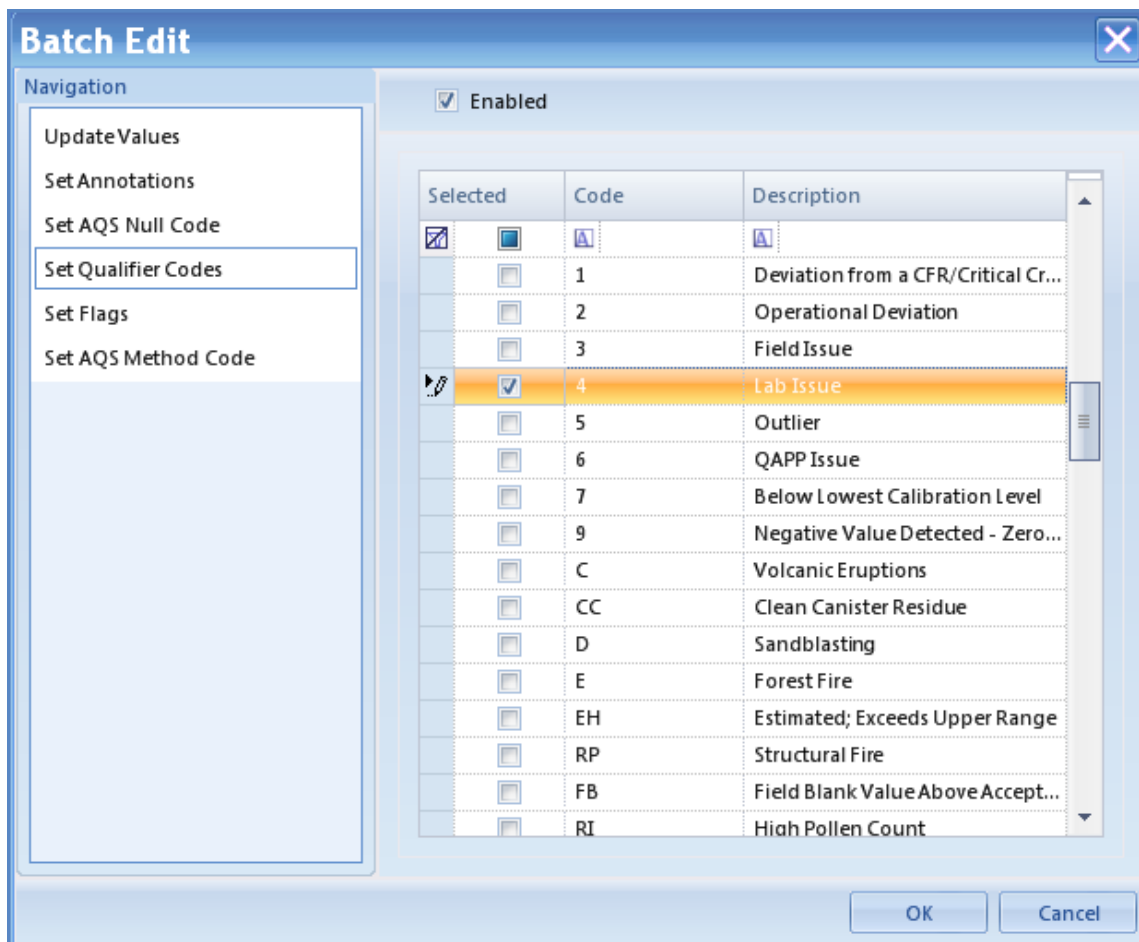 Batch Edit
Navigation
Update Values
Set Annotations
Set AQS Null Code
Set Qualifier Codes
Set Flags
Set AQS Method Code
Enabled
Selected Code Description
1 Deviation from a CFR/Critical Cr...
2 Operational Deviation
3 Field Issue
4 Lab Issue
5 Outlier
6 QAPP Issue
7 Below Lowest Calibration Level
9 Negative Value Detected - Zero...
C Volcanic Eruptions
CC Clean Canister Residue
D Sandblasting
E Forest Fire
EH Estimated; Exceeds Upper Range
RP Structural Fire
FB Field Blank Value Above Accept...
RI High Pollen Count
OK Cancel